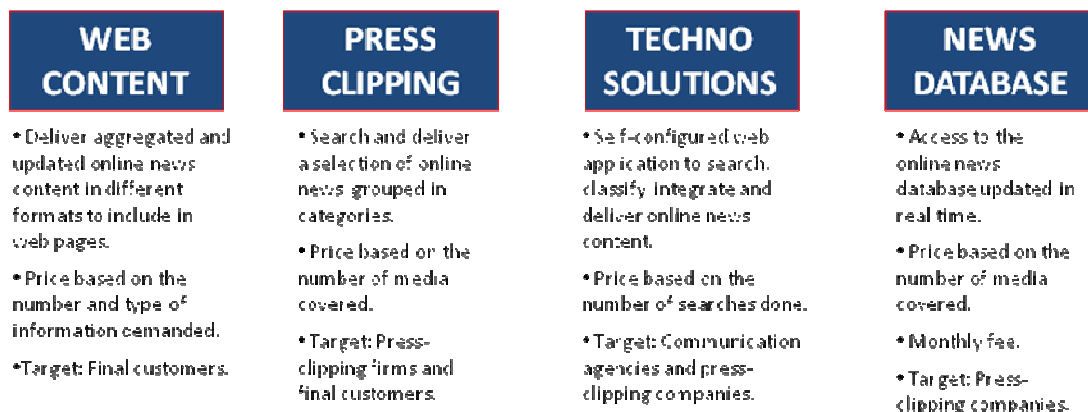 WEB
CONTENT
• Deliver aggregated and
updated online news
content in different
formats to include in
web pages.
• Price based on the
number and type of
information demanded.
•Target: Final customers.
PRESS
CLIPPING
• Search and deliver
a selection of online
news grouped in
categories.
• Price based on the
number of media
covered.
• Target: Press-
clipping firms and
final customers.
TECHNO
SOLUTIONS
• Self-configured web
application to search,
classify, integrate and
deliver online news
content.
• Price based on the
number of searches done.
• Target: Communication
agencies and press-
clipping companies.
NEWS
DATABASE
• Access to the
online news
database updated in
real time.
• Price based on the
number of media
covered.
• Monthly fee.
• Target: Press-
clipping companies.